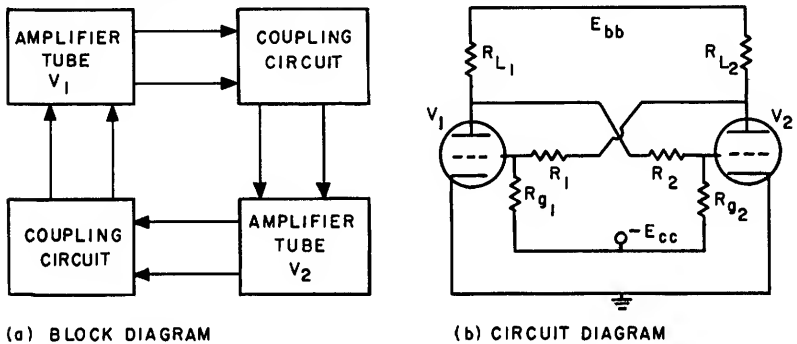 AMPLIFIER
TUBE
V1
COUPLING
CIRCUIT
COUPLING
CIRCUIT
AMPLIFIER
TUBE
V2
(a) BLOCK DIAGRAM
Ebb
RL1
RL2
V1
V2
R1
R2
Rg1
Rg2
-Ecc
(b) CIRCUIT DIAGRAM